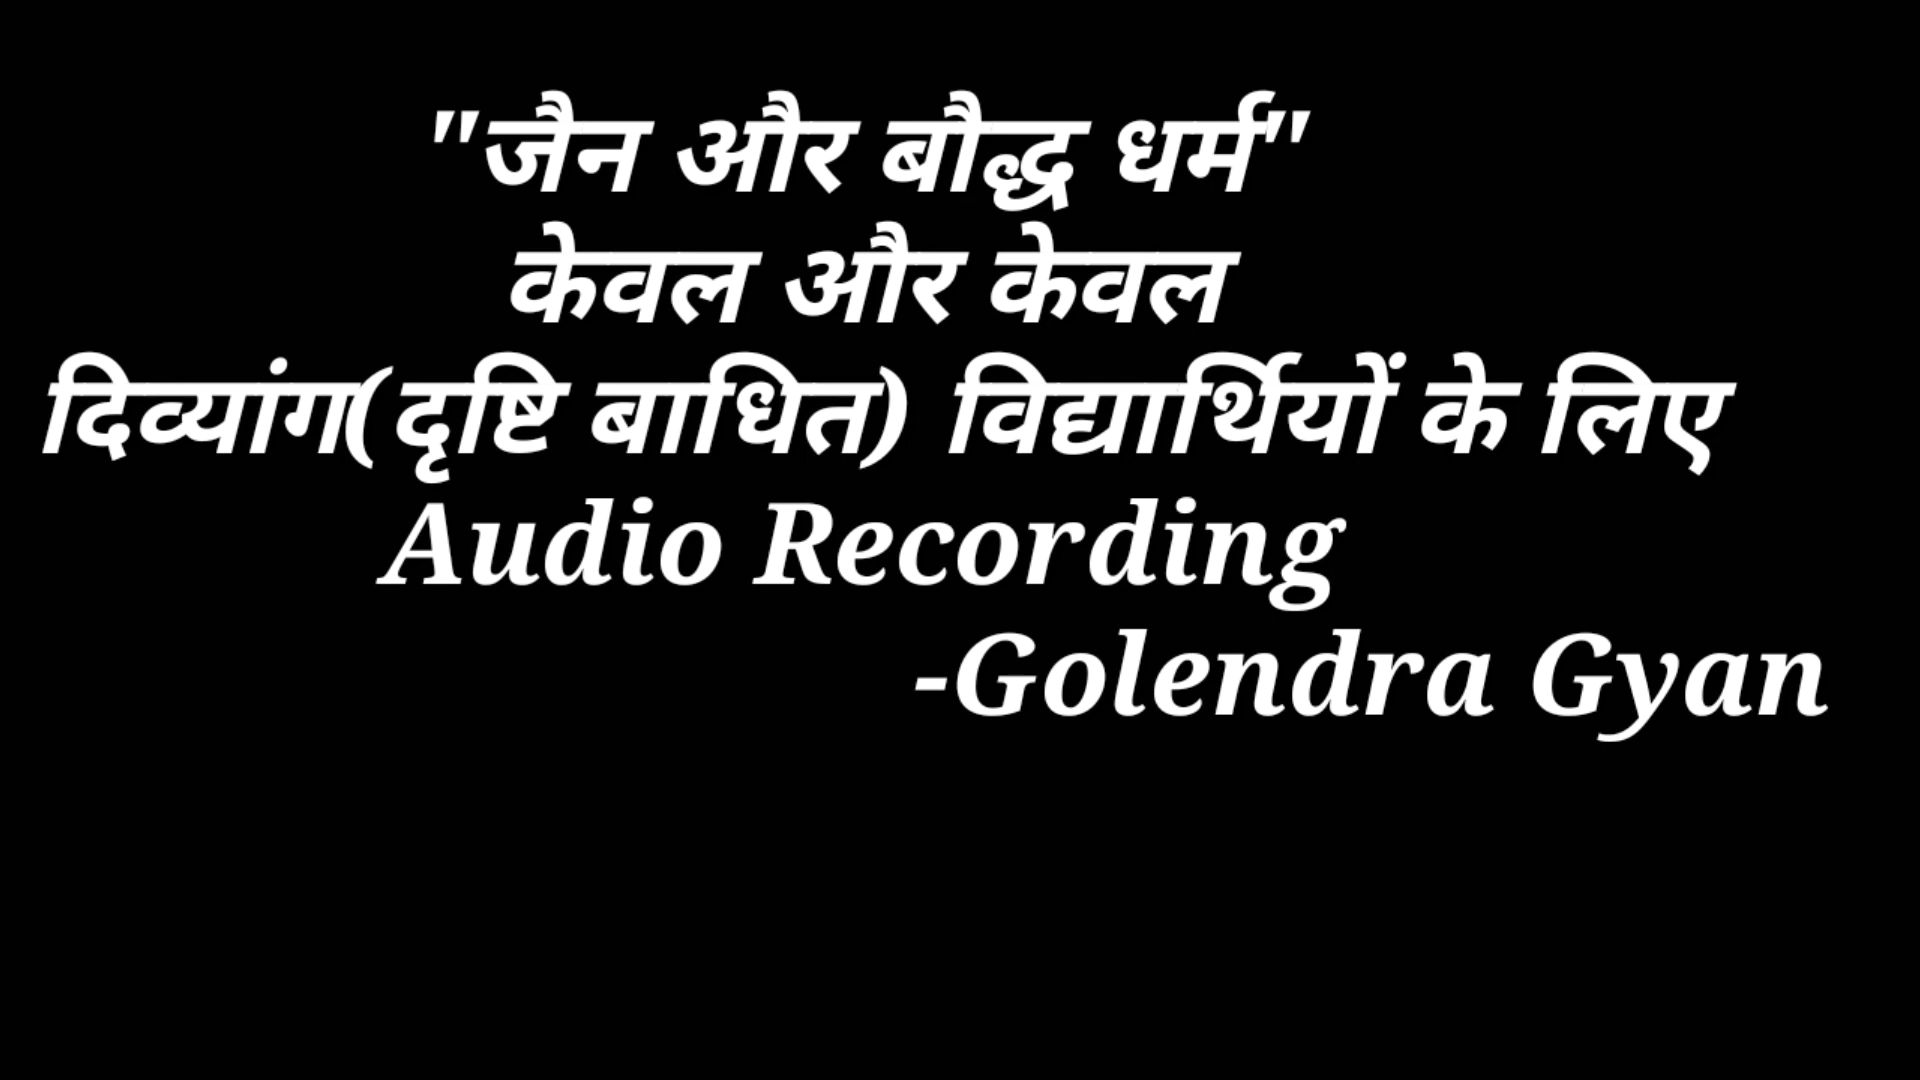 "जैन और बौद्ध धर्म"
केवल और केवल
दिव्यांग(दृष्टि बाधित) विद्यार्थियों के लिए
Audio Recording
-Golendra Gyan